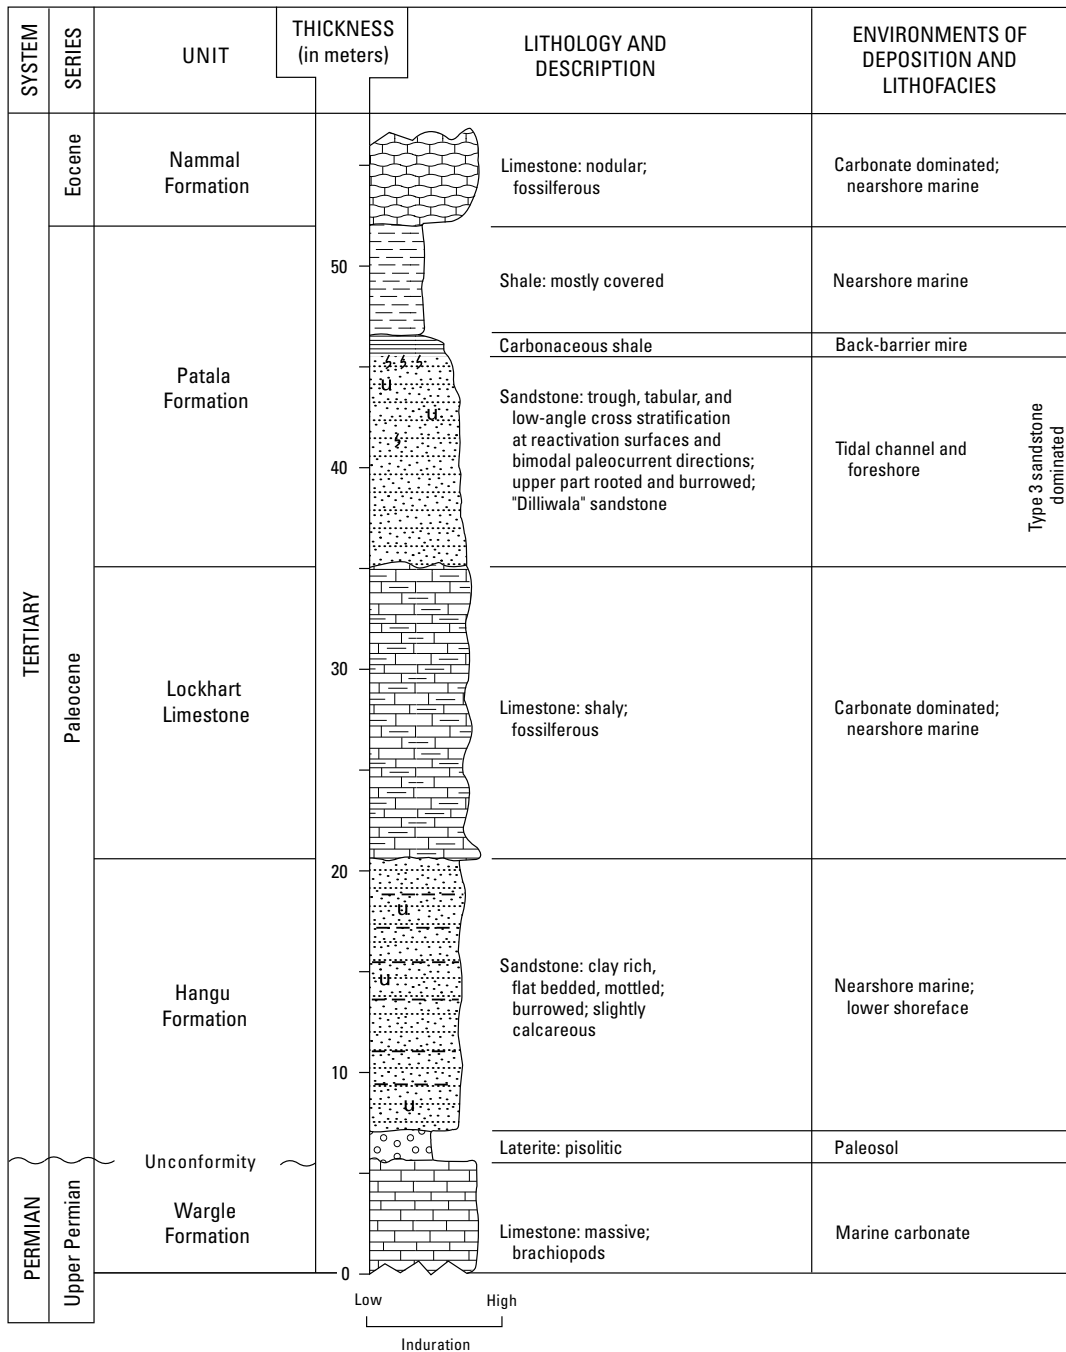 SYSTEM
SERIES
UNIT
THICKNESS
(in meters)
LITHOLOGY AND
DESCRIPTION
ENVIRONMENTS OF
DEPOSITION AND
LITHOFACIES
TERTIARY
Eocene
Nammal
Formation
Limestone: nodular;
fossilferous
Carbonate dominated;
nearshore marine
Paleocene
Patala
Formation
50
Shale: mostly covered
Nearshore marine
Carbonaceous shale
Back-barrier mire
u
u
40
Sandstone: trough, tabular, and
low-angle cross stratification
at reactivation surfaces and
bimodal paleocurrent directions;
upper part rooted and burrowed;
"Dilliwala" sandstone
Tidal channel and
foreshore
Type 3 sandstone
dominated
Lockhart
Limestone
30
Limestone: shaly;
fossilferous
Carbonate dominated;
nearshore marine
20
Hangu
Formation
u
u
u
10
Sandstone: clay rich,
flat bedded, mottled;
burrowed; slightly
calcareous
Nearshore marine;
lower shoreface
Laterite: pisolitic
Paleosol
Unconformity
PERMIAN
Upper Permian
Wargle
Formation
Limestone: massive;
brachiopods
Marine carbonate
0
Low
High
Induration